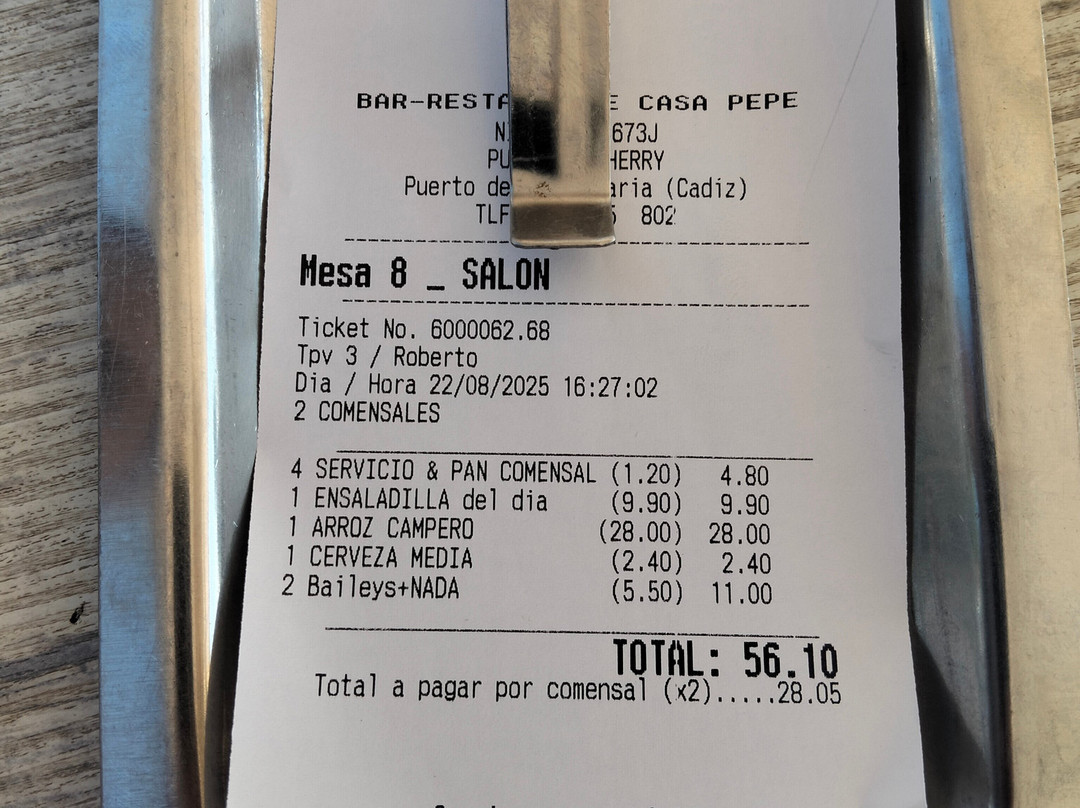 BAR-RESTA E CASA PEPE
673J
PU HERRY
Puerto de aria (Cadiz)
TLF 802
Mesa 8 _ SALON
Ticket No. 6000062.68
Tpv 3 / Roberto
Dia / Hora 22/08/2025 16:27:02
2 COMENSALES
4 SERVICIO & PAN COMENSAL (1.20) 4.80
1 ENSALADILLA del dia (9.90) 9.90
1 ARROZ CAMPERO (28.00) 28.00
1 CERVEZA MEDIA (2.40) 2.40
2 Baileys+NADA (5.50) 11.00
TOTAL: 56.10
Total a pagar por comensal (x2).....28.05